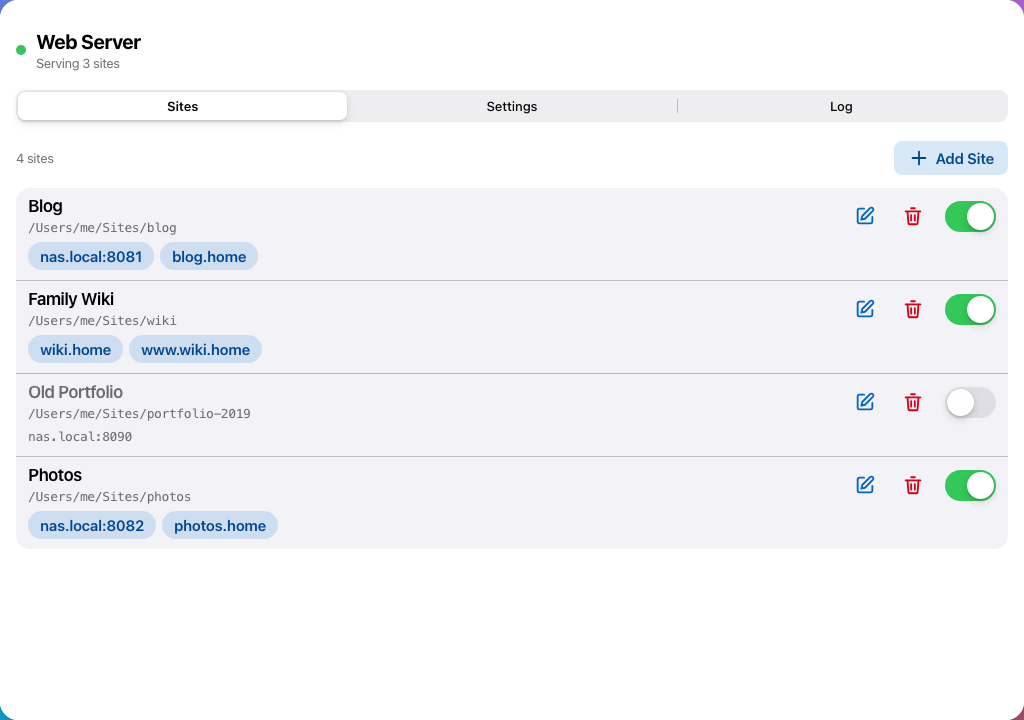 Web Server
Serving 3 sites
Sites Settings Log
4 sites
Add Site
Blog
/Users/me/Sites/blog
nas.local:8081 blog.home
Family Wiki
/Users/me/Sites/wiki
wiki.home www.wiki.home
Old Portfolio
/Users/me/Sites/portfolio-2019
nas.local:8090
Photos
/Users/me/Sites/photos
nas.local:8082 photos.home